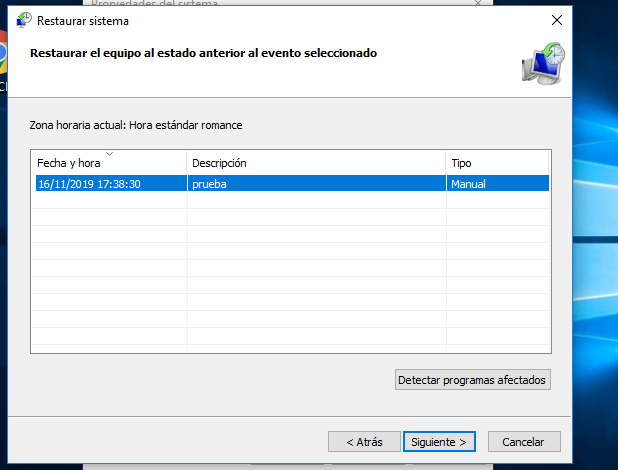 Propiedades del sistema
Restaurar sistema
Restaurar el equipo al estado anterior al evento seleccionado
Zona horaria actual: Hora estándar romance
Fecha y hora Descripción Tipo
16/11/2019 17:38:30 prueba Manual
Detectar programas afectados
< Atrás Siguiente > Cancelar